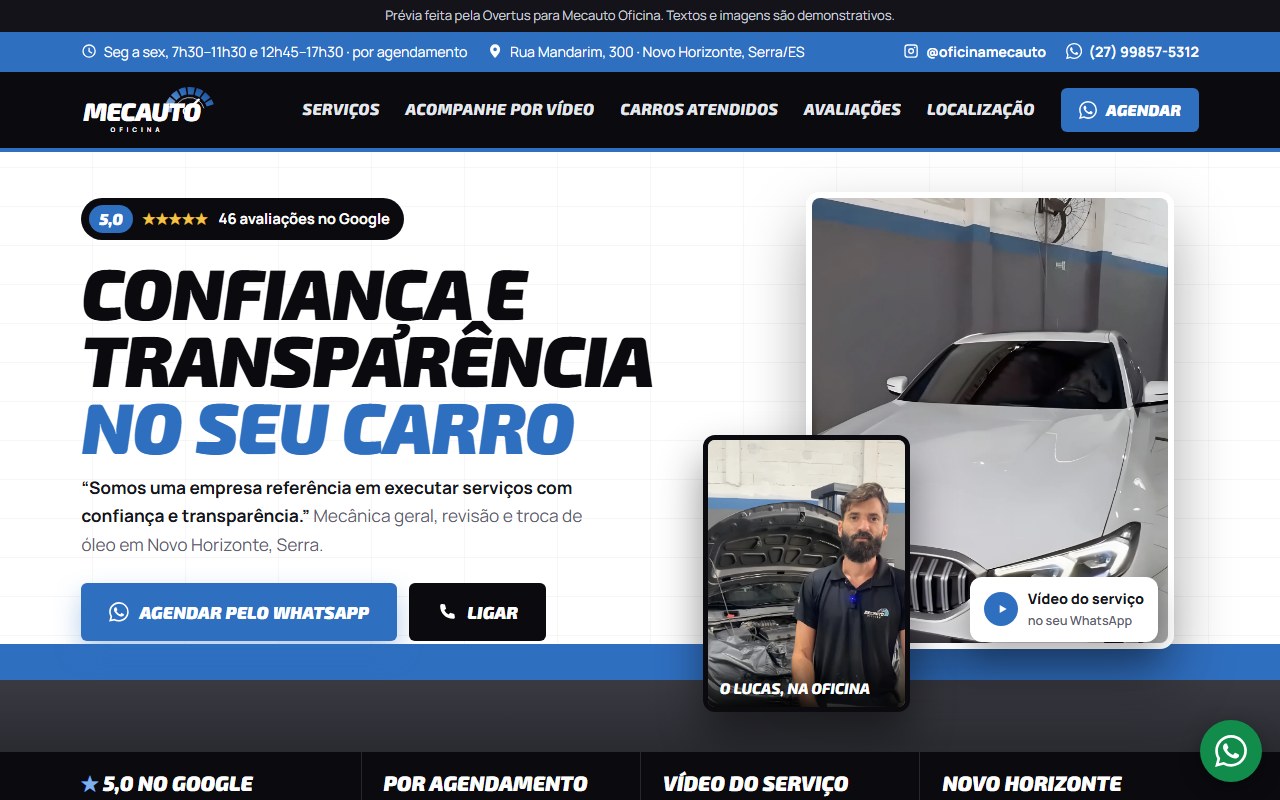 Prévia feita pela Overtus para Mecauto Oficina. Textos e imagens são demonstrativos.
Seg a sex, 7h30–11h30 e 12h45–17h30 · por agendamento
Rua Mandarim, 300 · Novo Horizonte, Serra/ES
@oficinamecauto
(27) 99857-5312
MECAUTO
OFICINA
SERVIÇOS
ACOMPANHE POR VÍDEO
CARROS ATENDIDOS
AVALIAÇÕES
LOCALIZAÇÃO
AGENDAR
5,0 ★★★★★ 46 avaliações no Google
CONFIANÇA E
TRANSPARÊNCIA
NO SEU CARRO
“Somos uma empresa referência em executar serviços com
confiança e transparência.” Mecânica geral, revisão e troca de
óleo em Novo Horizonte, Serra.
AGENDAR PELO WHATSAPP
LIGAR
MECAUTO
O LUCAS, NA OFICINA
Vídeo do serviço
no seu WhatsApp
★ 5,0 NO GOOGLE
POR AGENDAMENTO
VÍDEO DO SERVIÇO
NOVO HORIZONTE